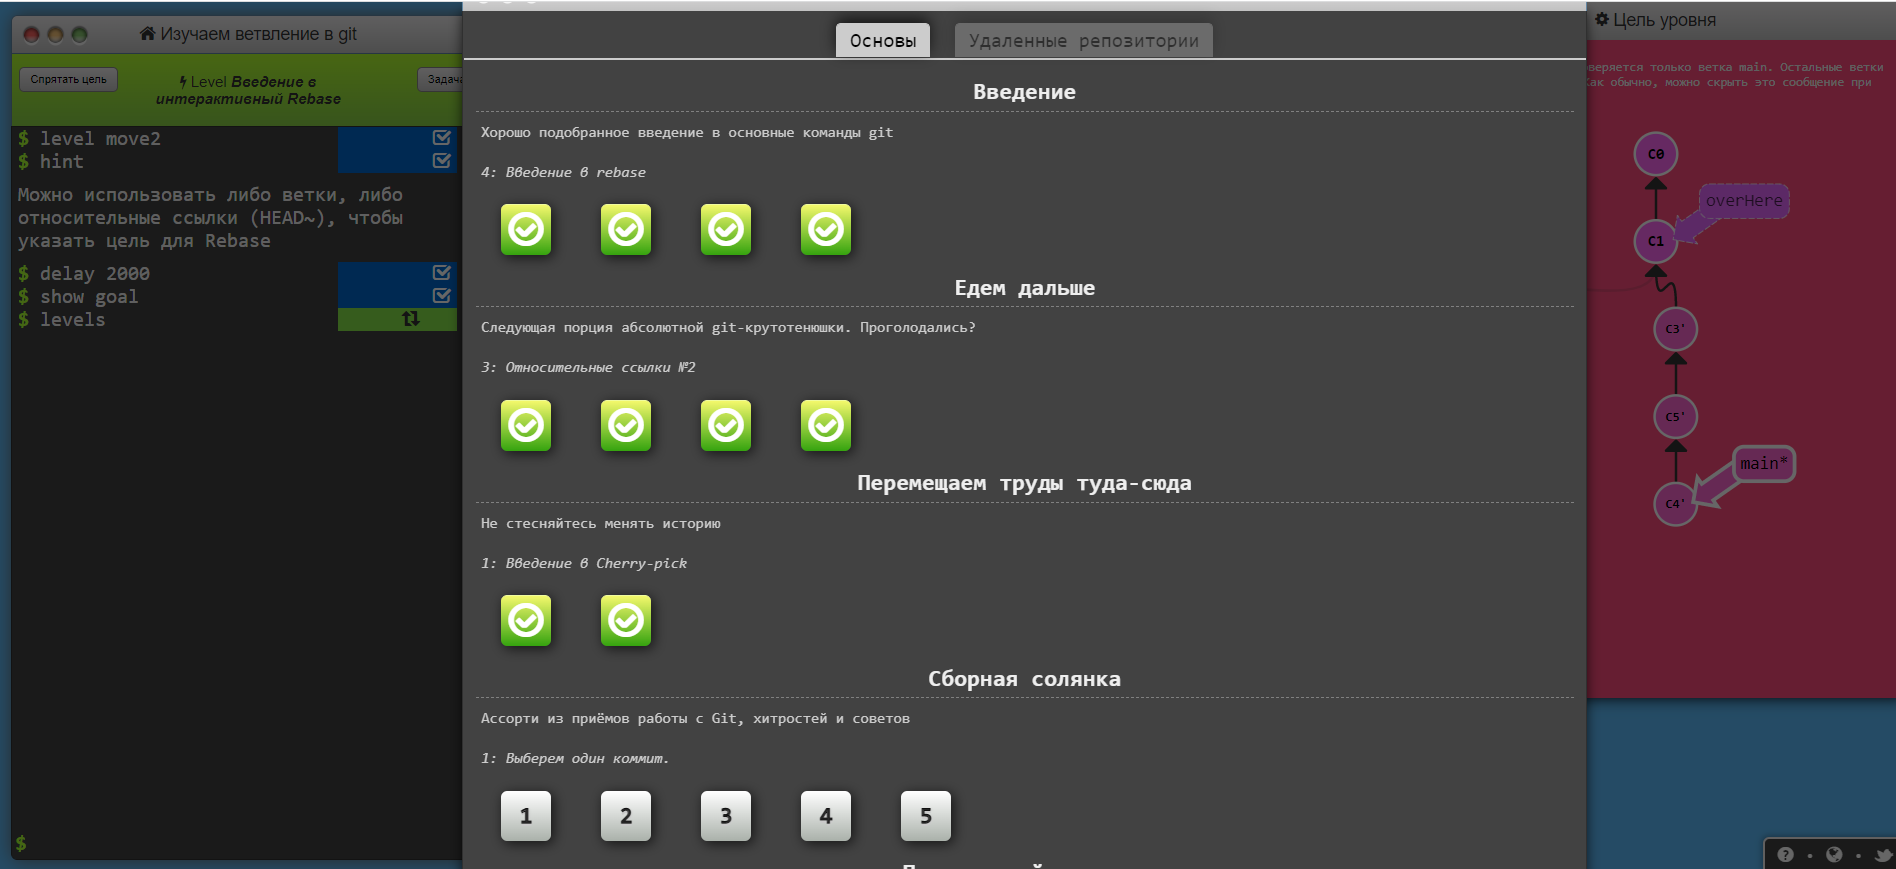 Изучаем ветвление в git
Спрятать цель
Level Введение в
интерактивный Rebase
Задача
$ level move2
$ hint
Можно использовать либо ветки, либо
относительные ссылки (HEAD~), чтобы
указать цель для Rebase
$ delay 2000
$ show goal
$ levels
$
Основы
Удаленные репозитории
Введение
Хорошо подобранное введение в основные команды git
4: Введение в rebase
Едем дальше
Следующая порция абсолютной git-крутотенюшки. Проголодались?
3: Относительные ссылки №2
Перемещаем труды туда-сюда
Не стесняйтесь менять историю
1: Введение в Cherry-pick
Сборная солянка
Ассорти из приёмов работы с Git, хитростей и советов
1: Выберем один коммит.
1 2 3 4 5
Цель уровня
веряется только ветка main. Остальные ветки
как обычно, можно скрыть это сообщение при
C0
overHere
C1
C3'
C5'
main*
C4'